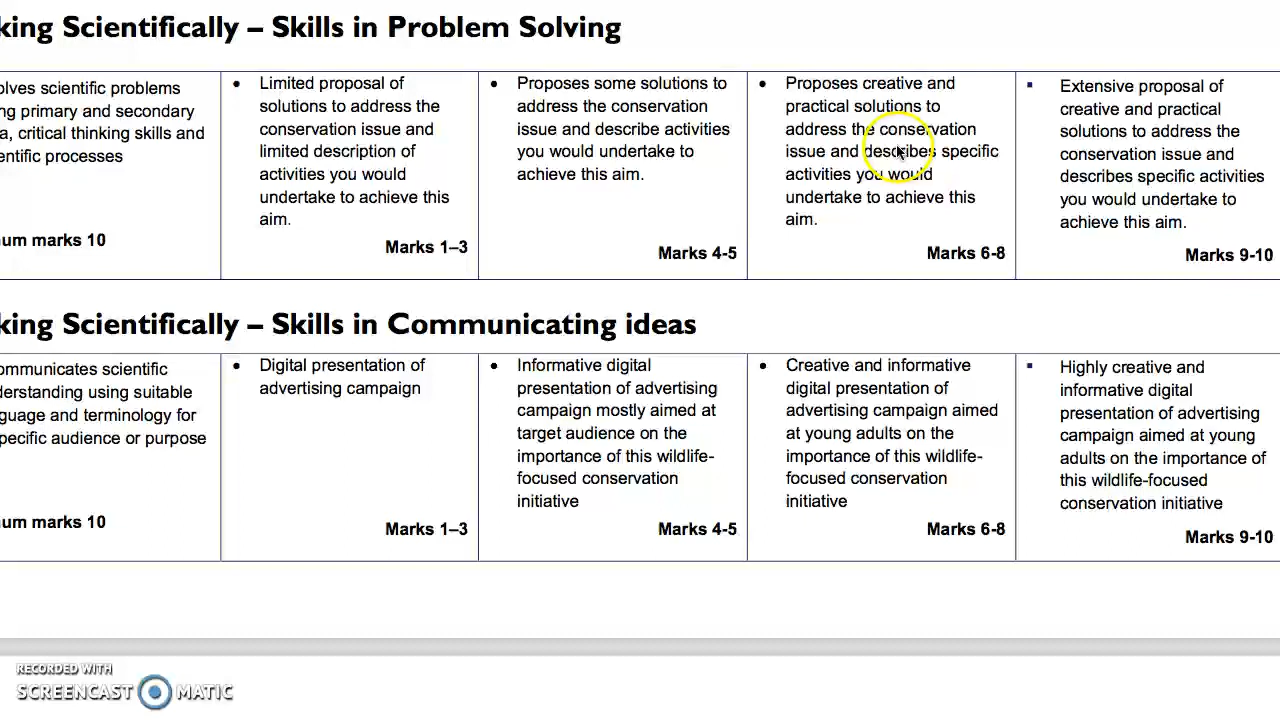 king Scientifically – Skills in Problem Solving
olves scientific problems
ng primary and secondary
a, critical thinking skills and
entific processes
um marks 10
• Limited proposal of
solutions to address the
conservation issue and
limited description of
activities you would
undertake to achieve this
aim.
Marks 1–3
• Proposes some solutions to
address the conservation
issue and describe activities
you would undertake to
achieve this aim.
Marks 4-5
• Proposes creative and
practical solutions to
address the conservation
issue and describes specific
activities you would
undertake to achieve this
aim.
Marks 6-8
▪ Extensive proposal of
creative and practical
solutions to address the
conservation issue and
describes specific activities
you would undertake to
achieve this aim.
Marks 9-10
king Scientifically – Skills in Communicating ideas
ommunicates scientific
derstanding using suitable
guage and terminology for
pecific audience or purpose
um marks 10
• Digital presentation of
advertising campaign
Marks 1–3
• Informative digital
presentation of advertising
campaign mostly aimed at
target audience on the
importance of this wildlife-
focused conservation
initiative
Marks 4-5
• Creative and informative
digital presentation of
advertising campaign aimed
at young adults on the
importance of this wildlife-
focused conservation
initiative
Marks 6-8
▪ Highly creative and
informative digital
presentation of advertising
campaign aimed at young
adults on the importance of
this wildlife-focused
conservation initiative
Marks 9-10
RECORDED WITH
SCREENCAST MATIC